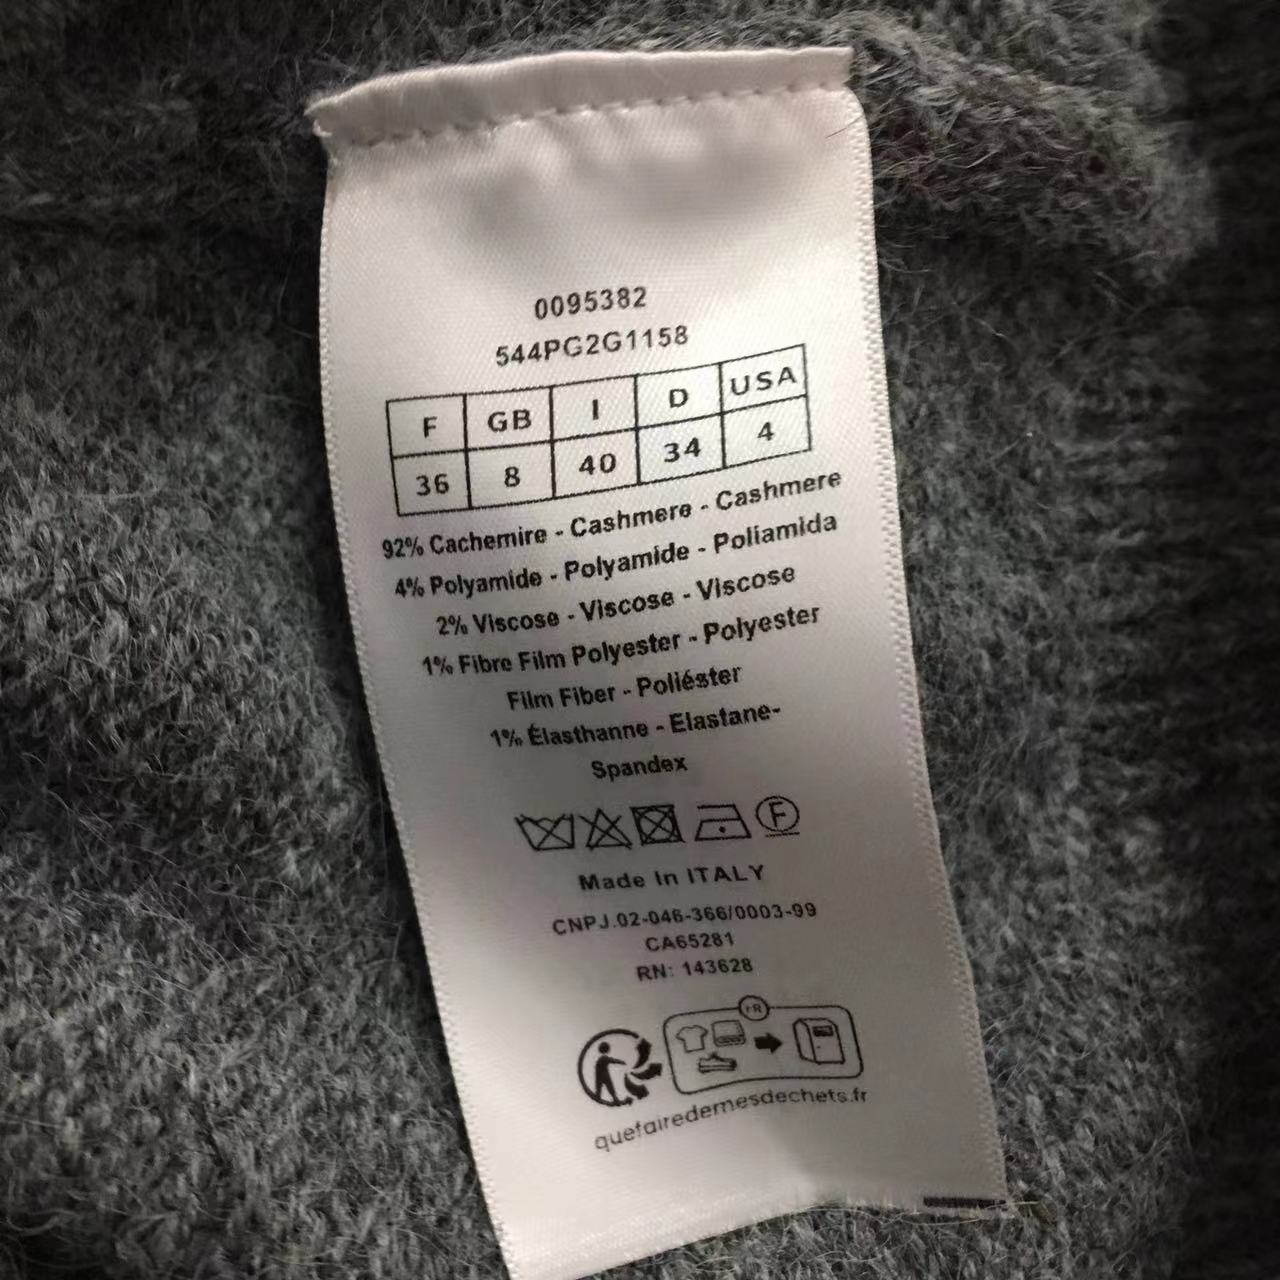 0095382
544PG2G1158
F GB I D USA
36 8 40 34 4
92% Cachemire - Cashmere - Cashmere
4% Polyamide - Polyamide - Poliamida
2% Viscose - Viscose - Viscose
1% Fibre Film Polyester - Polyester
Film Fiber - Poliéster
1% Élasthanne - Elastane-
Spandex
F
Made In ITALY
CNPJ.02-046-366/0003-99
CA65281
RN: 143628
FR
quefairedemesdechets.fr